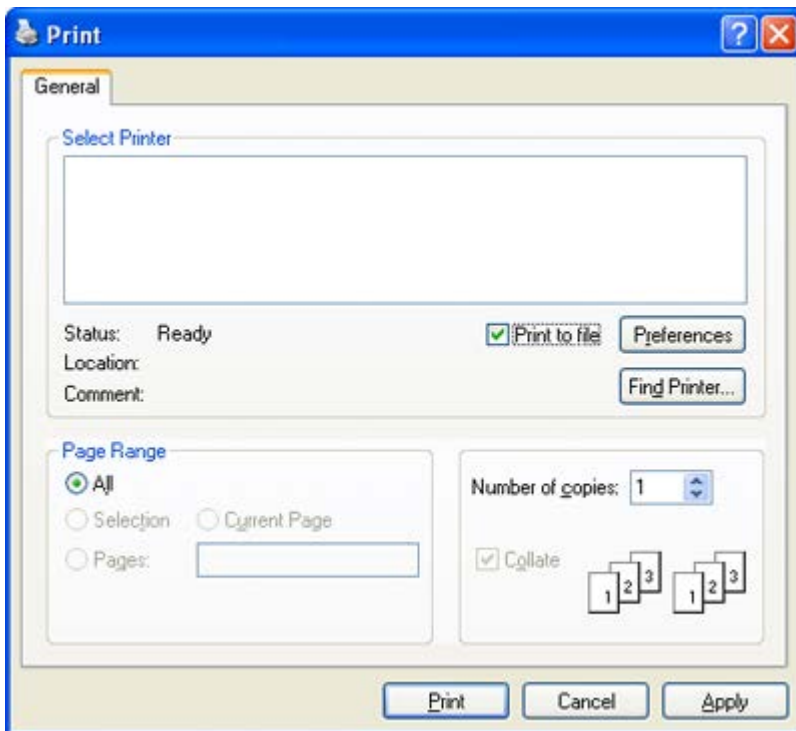 Print
General
Select Printer
Status: Ready
Print to file
Preferences
Location:
Comment:
Find Printer...
Page Range
All
Selection
Current Page
Pages:
Number of copies: 1
Collate
1 2 3 1 2 3
Print Cancel Apply